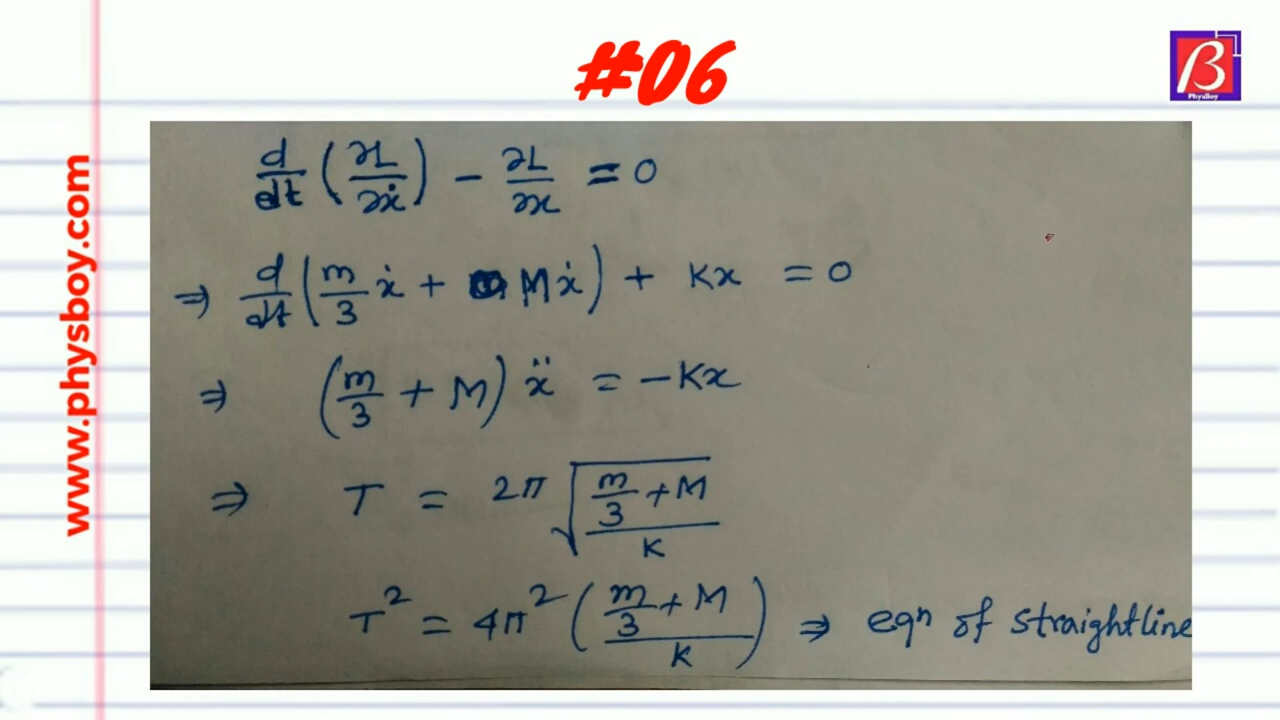 #06
β
PhysBoy
www.physboy.com
d/dt (∂L/∂ẋ) - ∂L/∂x = 0
⇒ d/dt (m/3 ẋ + Mẋ) + Kx = 0
⇒ (m/3 + M) ẍ = -Kx
⇒ T = 2π √((m/3 + M)/K)
T² = 4π² ((m/3 + M)/K) ⇒ eqⁿ of straightline